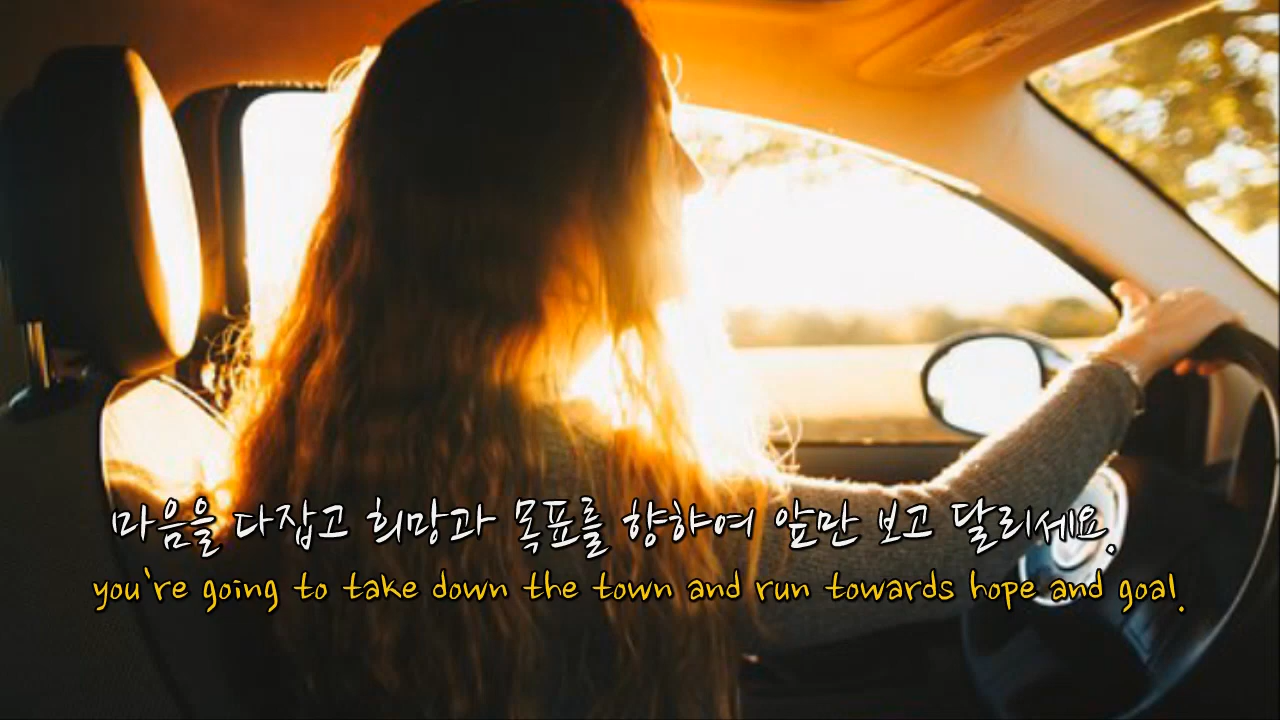 마음을 다잡고 희망과 목표를 향햐여 앞만 보고 달리세요.
you're going to take down the town and run towards hope and goal.